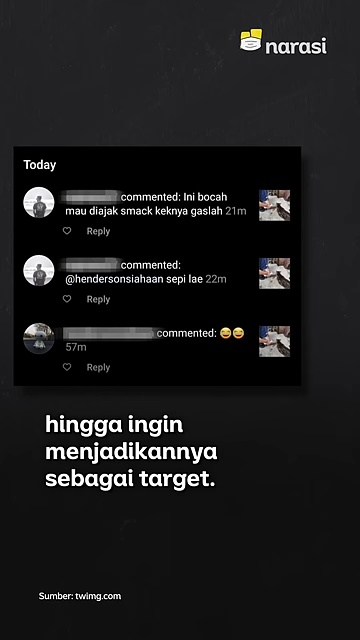 narasi
Today
commented: Ini bocah
mau diajak smack keknya gaslah 21m
Reply
commented:
@hendersonsiahaan sepi lae 22m
Reply
commented: 😅😅
57m
Reply
hingga ingin
menjadikannya
sebagai target.
Sumber: twimg.com